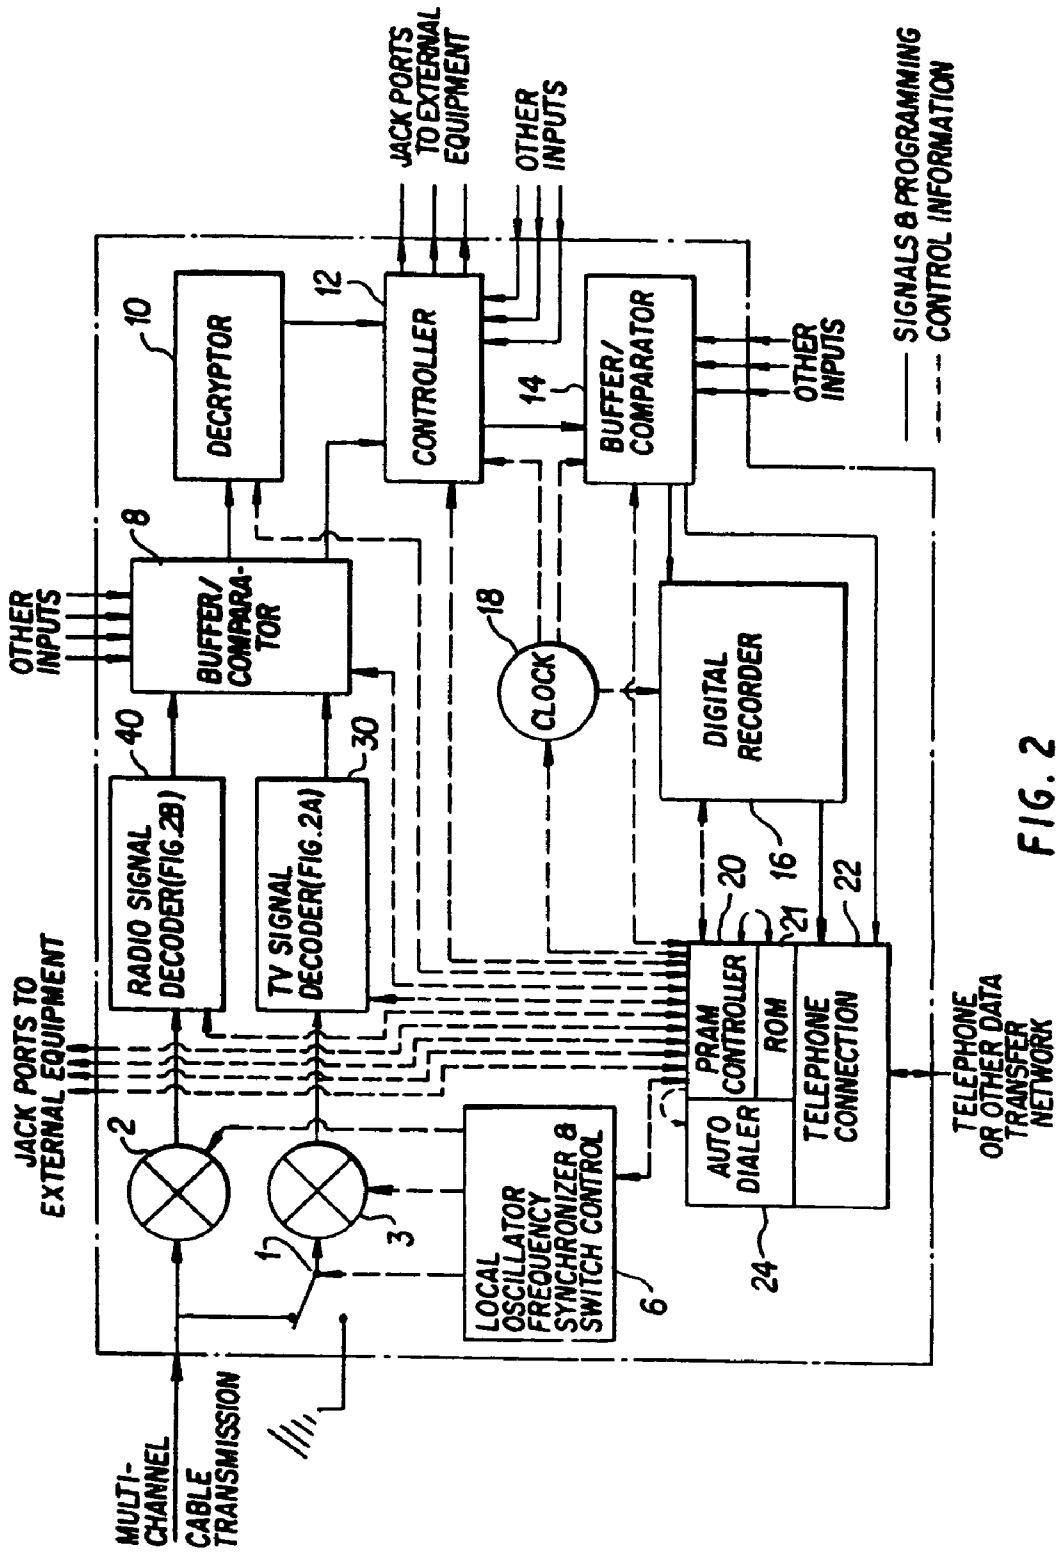 JACK PORTS TO
EXTERNAL EQUIPMENT
OTHER
INPUTS
MULTI-
CHANNEL
CABLE
TRANSMISSION
2
40
RADIO SIGNAL
DECODER(FIG.2B)
8
BUFFER/
COMPARA-
TOR
10
DECRYPTOR
1
3
30
TV SIGNAL
DECODER(FIG.2A)
12
CONTROLLER
JACK PORTS
TO EXTERNAL
EQUIPMENT
OTHER
INPUTS
LOCAL
OSCILLATOR
FREQUENCY
SYNCHRONIZER &
SWITCH CONTROL
6
18
CLOCK
14
BUFFER/
COMPARATOR
OTHER
INPUTS
24
AUTO
DIALER
PRAM
CONTROLLER
20
ROM
21
TELEPHONE
CONNECTION
22
16
DIGITAL
RECORDER
TELEPHONE
OR OTHER DATA
TRANSFER
NETWORK
SIGNALS & PROGRAMMING
CONTROL INFORMATION
FIG. 2